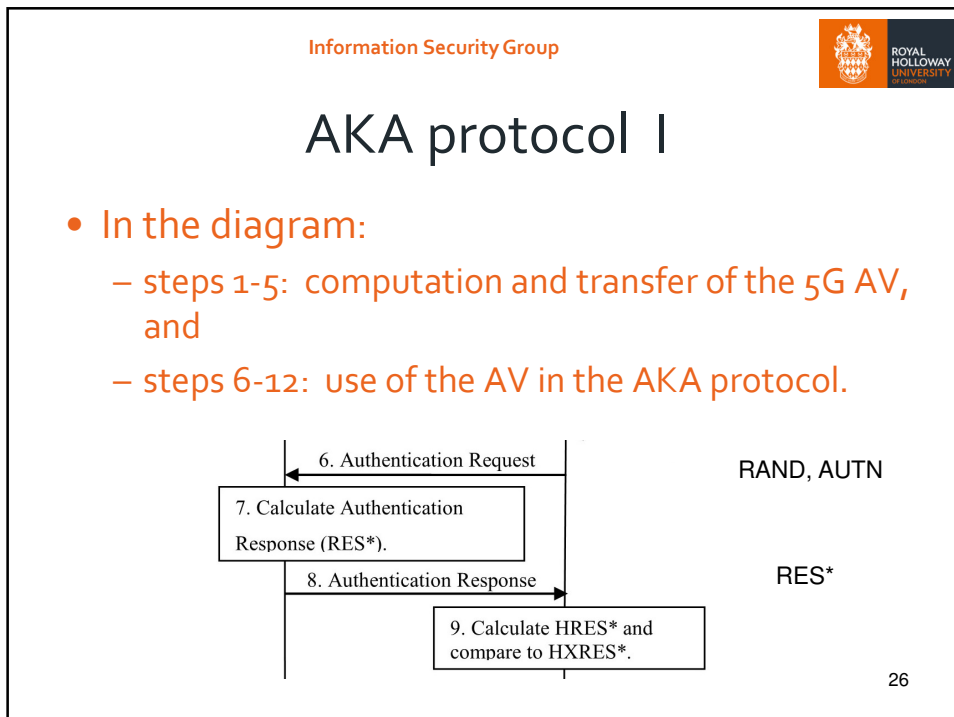 Information Security Group
ROYAL
HOLLOWAY
UNIVERSITY
OF LONDON
AKA protocol I
• In the diagram:
– steps 1-5: computation and transfer of the 5G AV,
and
– steps 6-12: use of the AV in the AKA protocol.
6. Authentication Request
RAND, AUTN
7. Calculate Authentication
Response (RES*).
8. Authentication Response
RES*
9. Calculate HRES* and
compare to HXRES*.
26